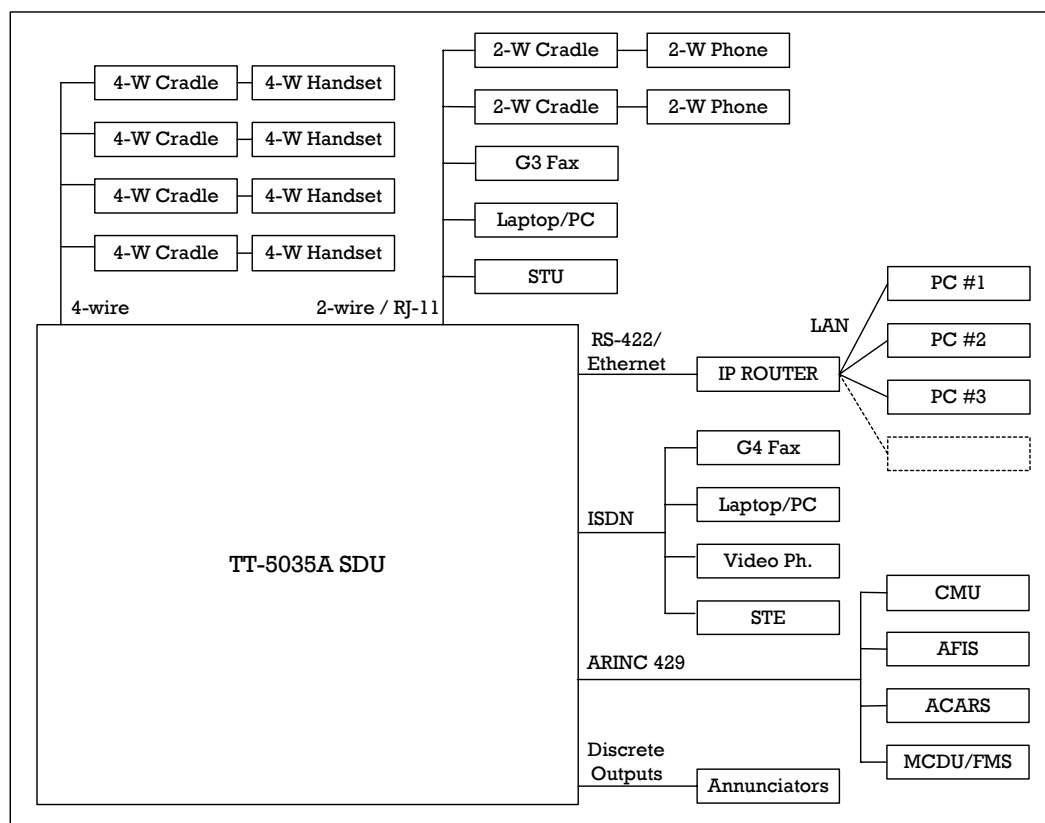 2-W Cradle
2-W Phone
4-W Cradle
4-W Handset
2-W Cradle
2-W Phone
4-W Cradle
4-W Handset
G3 Fax
4-W Cradle
4-W Handset
Laptop/PC
4-W Cradle
4-W Handset
STU
4-wire
2-wire / RJ-11
PC #1
LAN
RS-422/
Ethernet
PC #2
IP ROUTER
PC #3
G4 Fax
Laptop/PC
ISDN
TT-5035A SDU
Video Ph.
CMU
STE
AFIS
ARINC 429
ACARS
Discrete
Outputs
MCDU/FMS
Annunciators